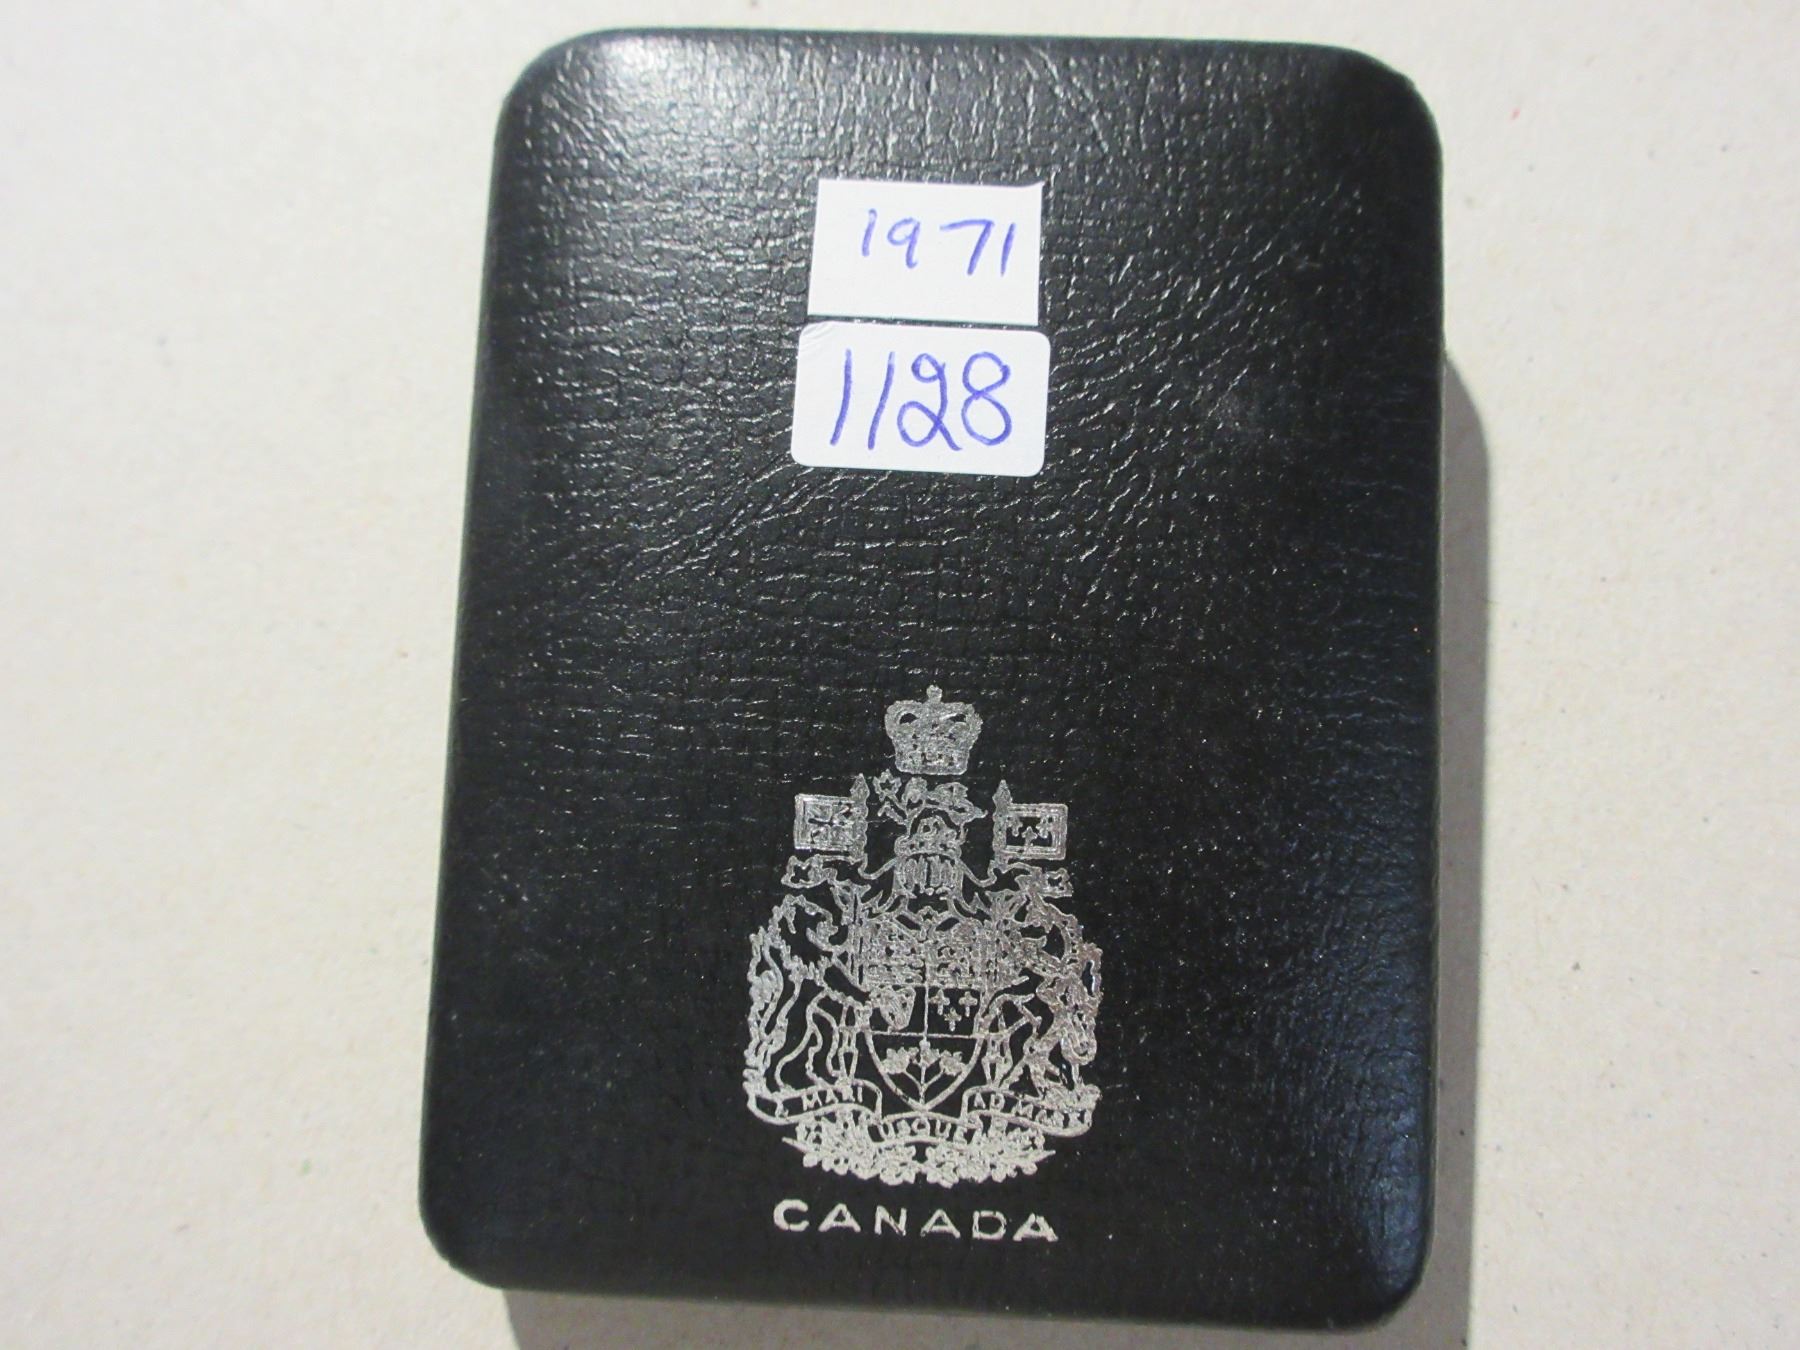 1971
1128
A MARI
AD MARE
USQUE
CANADA